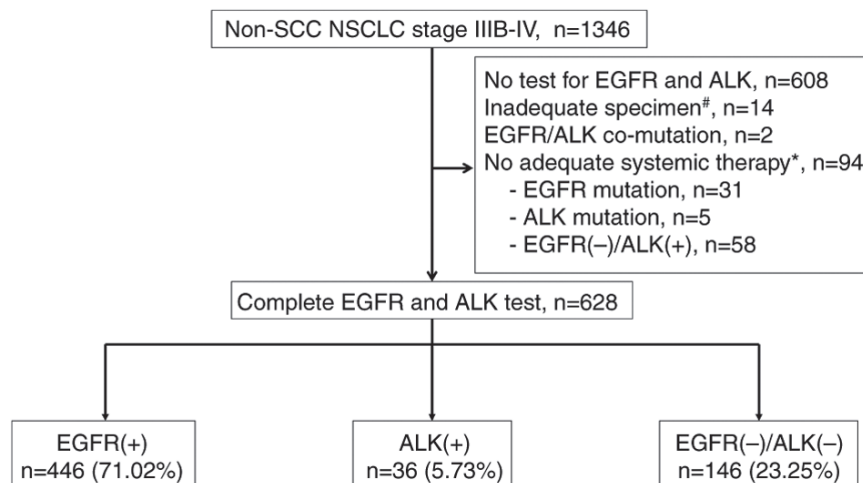 Non-SCC NSCLC stage IIIB-IV, n=1346
No test for EGFR and ALK, n=608
Inadequate specimen#, n=14
EGFR/ALK co-mutation, n=2
No adequate systemic therapy*, n=94
- EGFR mutation, n=31
- ALK mutation, n=5
- EGFR(–)/ALK(+), n=58
Complete EGFR and ALK test, n=628
EGFR(+)
n=446 (71.02%)
ALK(+)
n=36 (5.73%)
EGFR(–)/ALK(–)
n=146 (23.25%)